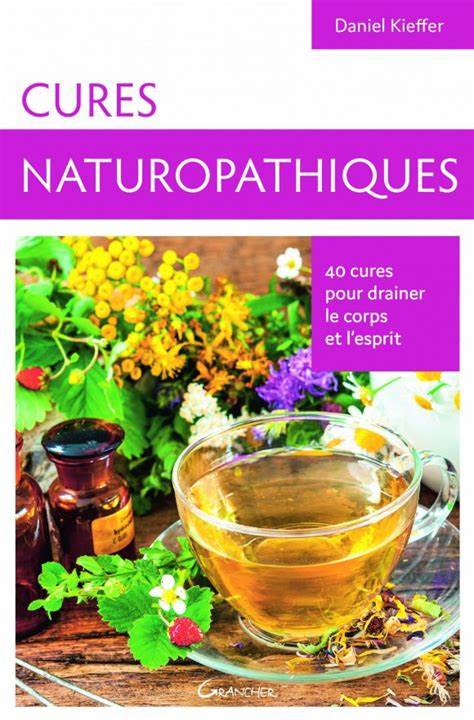 Daniel Kieffer
CURES
NATUROPATHIQUES
40 cures
pour drainer
le corps
et l'esprit
GRANCHER